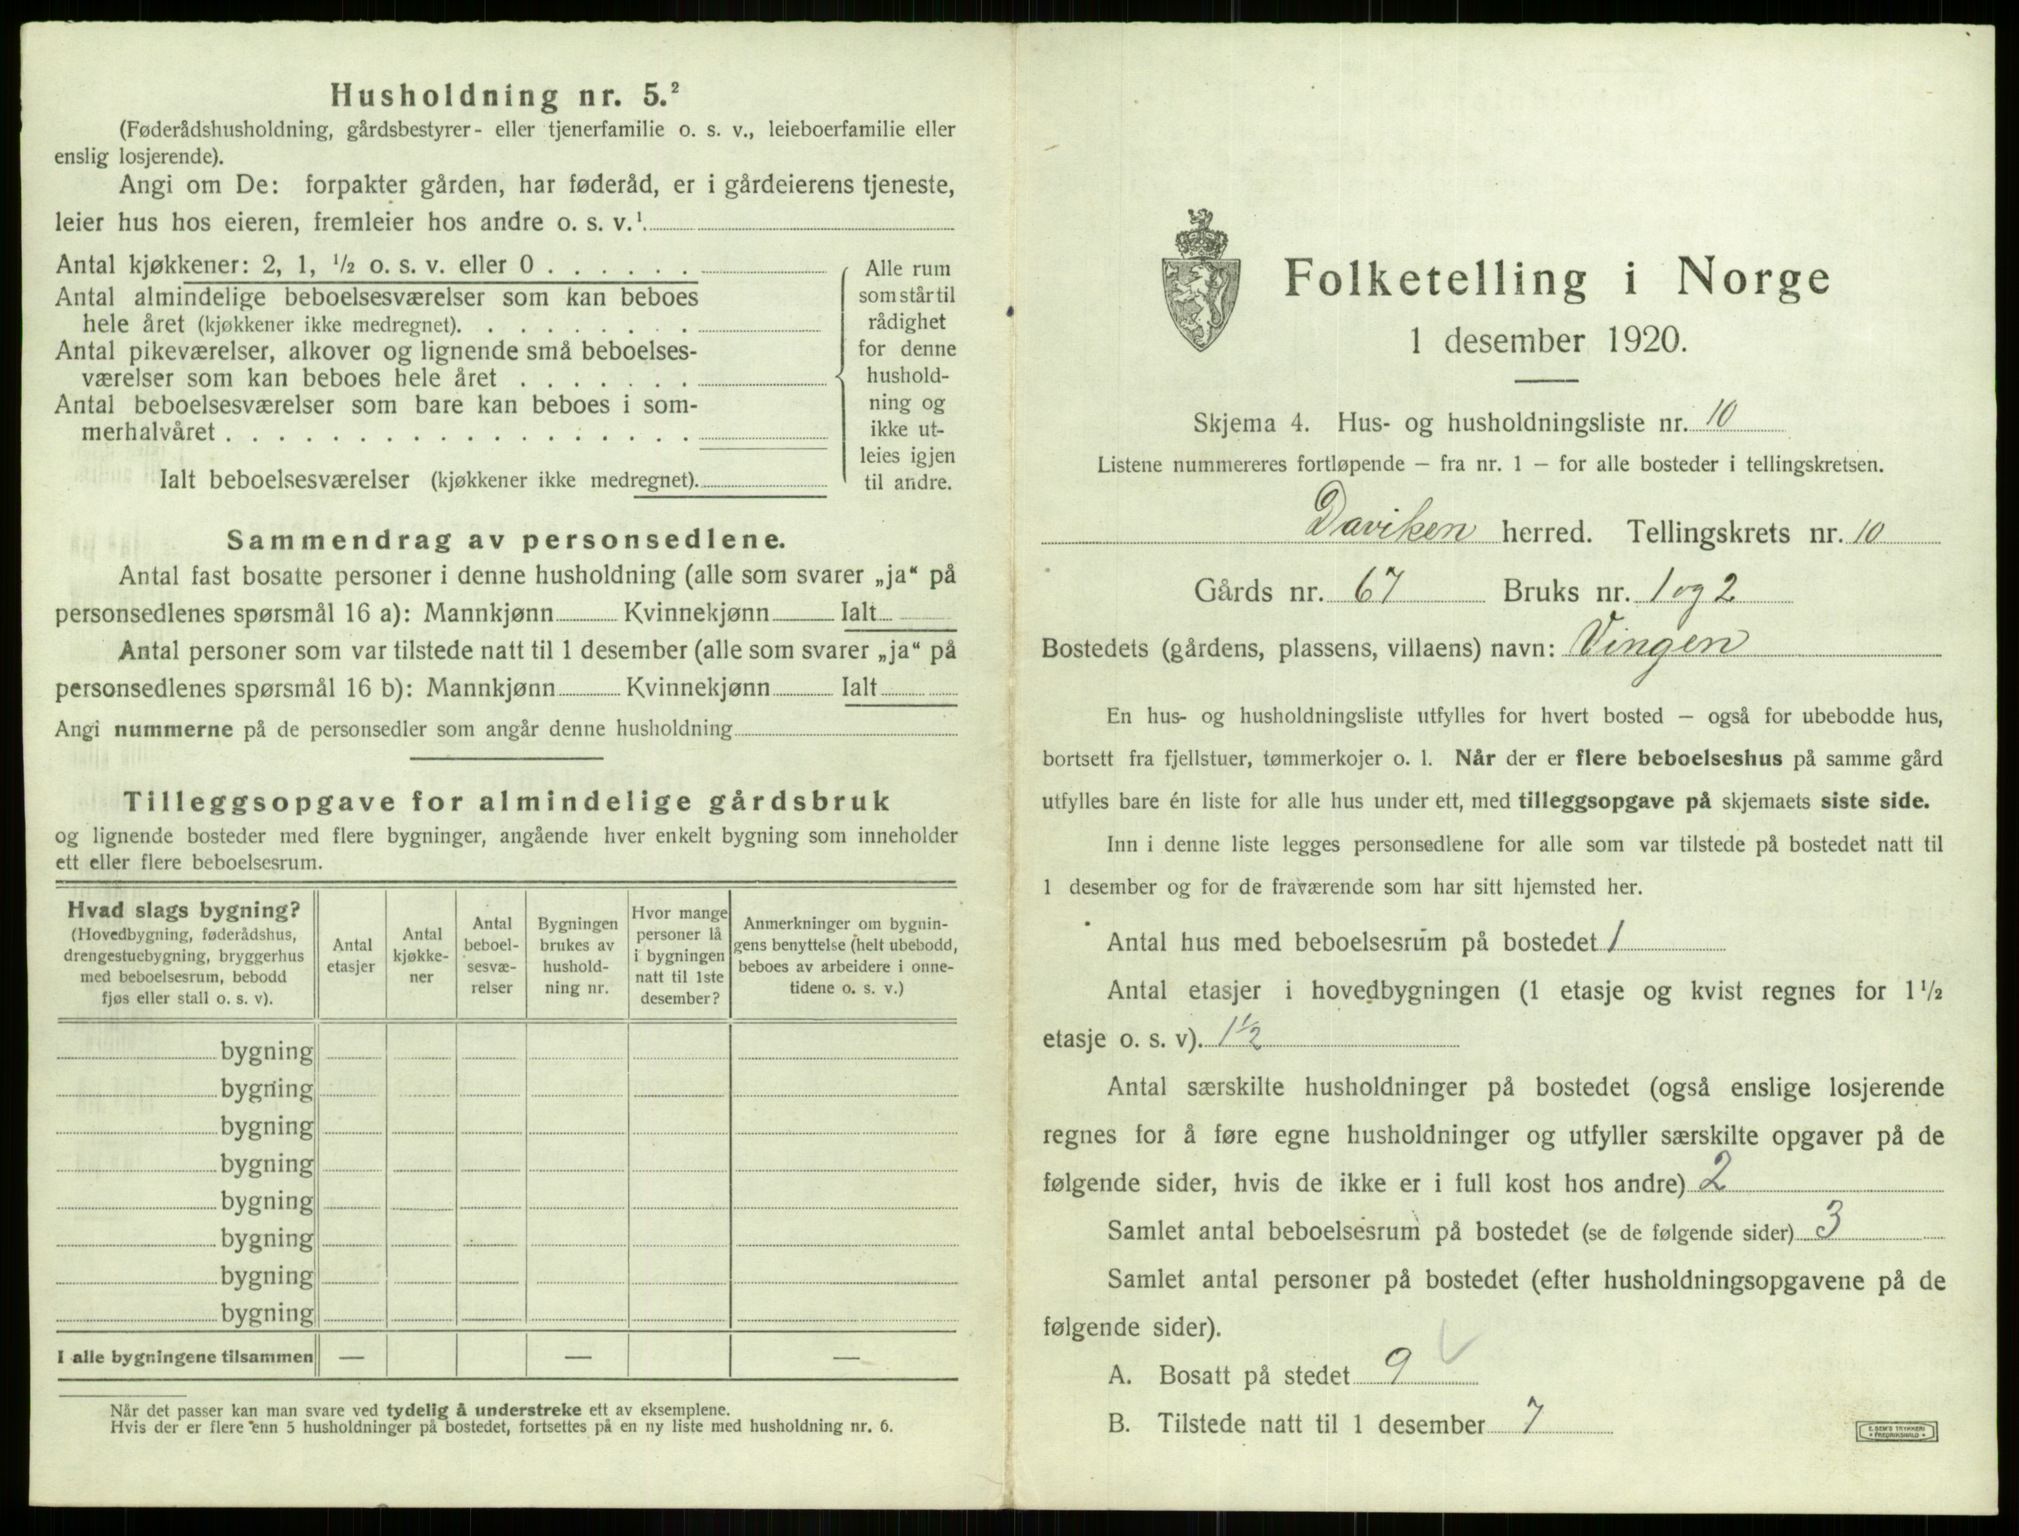 Husholdning nr. 5.²
(Føderådshusholdning, gårdsbestyrer- eller tjenerfamilie o. s. v., leieboerfamilie eller
enslig losjerende).
Angi om De: forpakter gården, har føderåd, er i gårdeierens tjeneste,
leier hus hos eieren, fremleier hos andre o. s. v.¹
Antal kjøkkener: 2, 1, ½ o. s. v. eller 0 . . . . . .
Antal almindelige beboelsesværelser som kan beboes
hele året (kjøkkener ikke medregnet). . . . . . . . .
Antal pikeværelser, alkover og lignende små beboelses-
værelser som kan beboes hele året . . . . . . .
Antal beboelsesværelser som bare kan beboes i som-
merhalvåret . . . . . . . . . . . . . . . . . .
Ialt beboelsesværelser (kjøkkener ikke medregnet).
Alle rum
som står til
rådighet
for denne
hushold-
ning og
ikke ut-
leies igjen
til andre.
Sammendrag av personsedlene.
Antal fast bosatte personer i denne husholdning (alle som svarer „ja“ på
personsedlenes spørsmål 16 a): Mannkjønn Kvinnekjønn Ialt
Antal personer som var tilstede natt til 1 desember (alle som svarer „ja“ på
personsedlenes spørsmål 16 b): Mannkjønn Kvinnekjønn Ialt
Angi nummerne på de personsedler som angår denne husholdning
Tilleggsopgave for almindelige gårdsbruk
og lignende bosteder med flere bygninger, angående hver enkelt bygning som inneholder
ett eller flere beboelsesrum.
Hvad slags bygning?
(Hovedbygning, føderådshus,
drengestuebygning, bryggerhus
med beboelsesrum, bebodd
fjøs eller stall o. s. v).
Antal
etasjer
Antal
kjøkke-
ner
Antal
beboel-
sesvæ-
relser
Bygningen
brukes av
hushold-
ning nr.
Hvor mange
personer lå
i bygningen
natt til 1ste
desember?
Anmerkninger om bygnin-
gens benyttelse (helt ubebodd,
beboes av arbeidere i onne-
tidene o. s. v.)
bygning
bygning
bygning
bygning
bygning
bygning
bygning
bygning
I alle bygningene tilsammen — — —
Når det passer kan man svare ved tydelig å understreke ett av eksemplene.
Hvis der er flere enn 5 husholdninger på bostedet, fortsettes på en ny liste med husholdning nr. 6.
Folketelling i Norge
1 desember 1920.
Skjema 4. Hus- og husholdningsliste nr. 10
Listene nummereres fortløpende — fra nr. 1 — for alle bosteder i tellingskretsen.
Daviken herred. Tellingskrets nr. 10
Gårds nr. 67 Bruks nr. 1 og 2
Bostedets (gårdens, plassens, villaens) navn: Vingen
En hus- og husholdningsliste utfylles for hvert bosted — også for ubebodde hus,
bortsett fra fjellstuer, tømmerkojer o. l. Når der er flere beboelseshus på samme gård
utfylles bare én liste for alle hus under ett, med tilleggsopgave på skjemaets siste side.
Inn i denne liste legges personsedlene for alle som var tilstede på bostedet natt til
1 desember og for de fraværende som har sitt hjemsted her.
Antal hus med beboelsesrum på bostedet 1
Antal etasjer i hovedbygningen (1 etasje og kvist regnes for 1½
etasje o. s. v). 1½
Antal særskilte husholdninger på bostedet (også enslige losjerende
regnes for å føre egne husholdninger og utfyller særskilte opgaver på de
følgende sider, hvis de ikke er i full kost hos andre) 2
Samlet antal beboelsesrum på bostedet (se de følgende sider) 3
Samlet antal personer på bostedet (efter husholdningsopgavene på de
følgende sider).
A. Bosatt på stedet 9
B. Tilstede natt til 1 desember 7
E. SEM'S TRYKKERI
FREDRIKSHALD